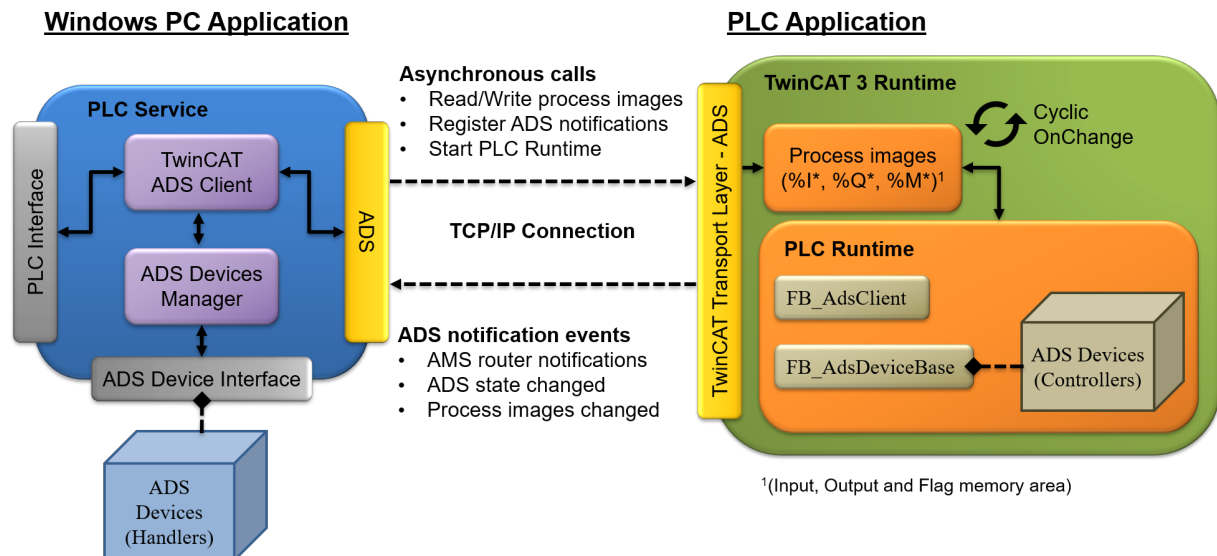 Windows PC Application
PLC Application
PLC Service
PLC Interface
TwinCAT
ADS Client
ADS Devices
Manager
ADS
ADS Device Interface
ADS
Devices
(Handlers)
Asynchronous calls
• Read/Write process images
• Register ADS notifications
• Start PLC Runtime
TCP/IP Connection
ADS notification events
• AMS router notifications
• ADS state changed
• Process images changed
TwinCAT Transport Layer - ADS
TwinCAT 3 Runtime
Process images
(%I*, %Q*, %M*)¹
Cyclic
OnChange
PLC Runtime
FB_AdsClient
FB_AdsDeviceBase
ADS Devices
(Controllers)
¹(Input, Output and Flag memory area)